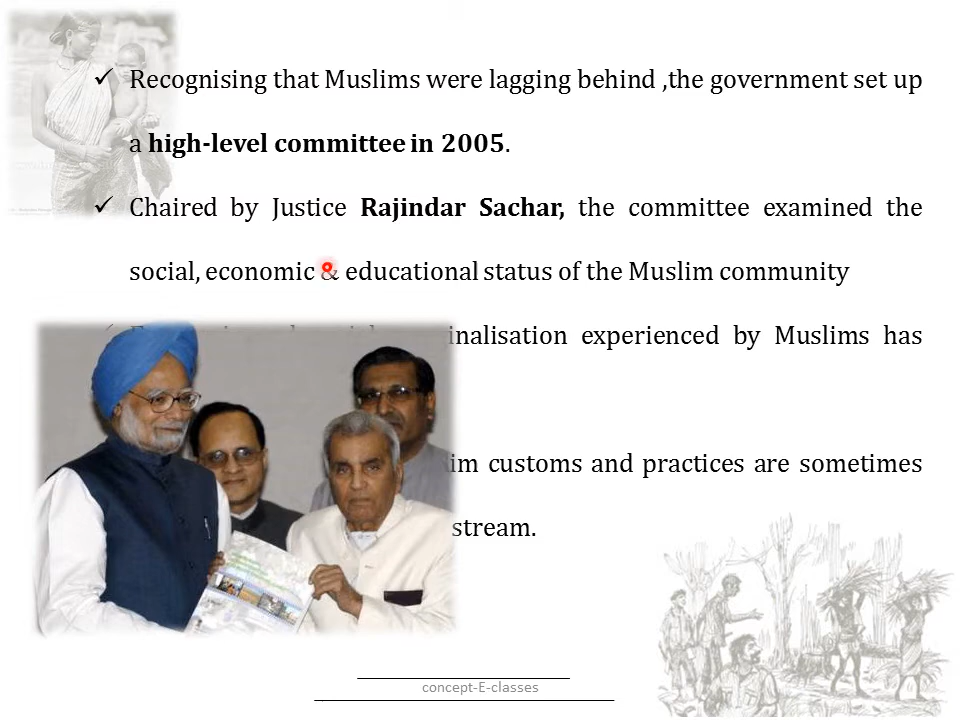 ✓ Recognising that Muslims were lagging behind ,the government set up
a high-level committee in 2005.
✓ Chaired by Justice Rajindar Sachar, the committee examined the
social, economic & educational status of the Muslim community
inalisation experienced by Muslims has
im customs and practices are sometimes
stream.
concept-E-classes